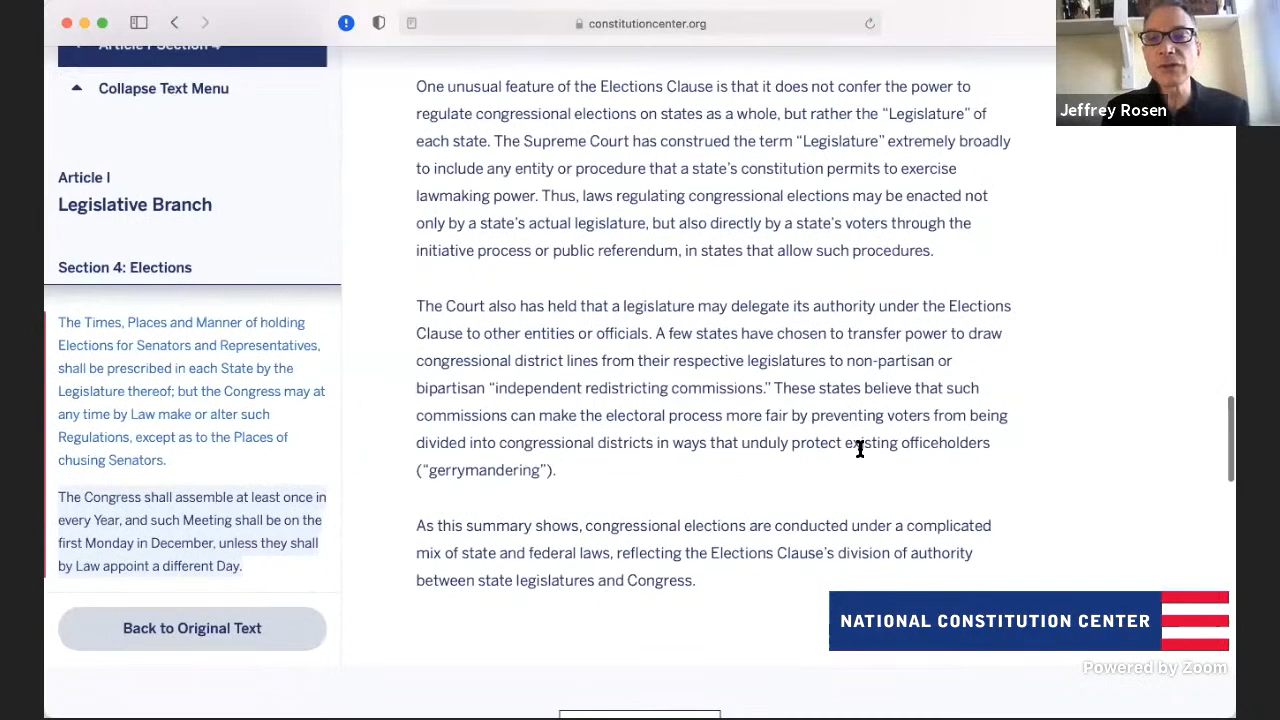 constitutioncenter.org
Jeffrey Rosen
Article I Section 4
Collapse Text Menu
Article I
Legislative Branch
Section 4: Elections
The Times, Places and Manner of holding
Elections for Senators and Representatives,
shall be prescribed in each State by the
Legislature thereof; but the Congress may at
any time by Law make or alter such
Regulations, except as to the Places of
chusing Senators.
The Congress shall assemble at least once in
every Year, and such Meeting shall be on the
first Monday in December, unless they shall
by Law appoint a different Day.
Back to Original Text
One unusual feature of the Elections Clause is that it does not confer the power to
regulate congressional elections on states as a whole, but rather the “Legislature” of
each state. The Supreme Court has construed the term “Legislature” extremely broadly
to include any entity or procedure that a state’s constitution permits to exercise
lawmaking power. Thus, laws regulating congressional elections may be enacted not
only by a state’s actual legislature, but also directly by a state’s voters through the
initiative process or public referendum, in states that allow such procedures.
The Court also has held that a legislature may delegate its authority under the Elections
Clause to other entities or officials. A few states have chosen to transfer power to draw
congressional district lines from their respective legislatures to non-partisan or
bipartisan “independent redistricting commissions.” These states believe that such
commissions can make the electoral process more fair by preventing voters from being
divided into congressional districts in ways that unduly protect existing officeholders
(“gerrymandering”).
As this summary shows, congressional elections are conducted under a complicated
mix of state and federal laws, reflecting the Elections Clause’s division of authority
between state legislatures and Congress.
NATIONAL CONSTITUTION CENTER
Powered by Zoom